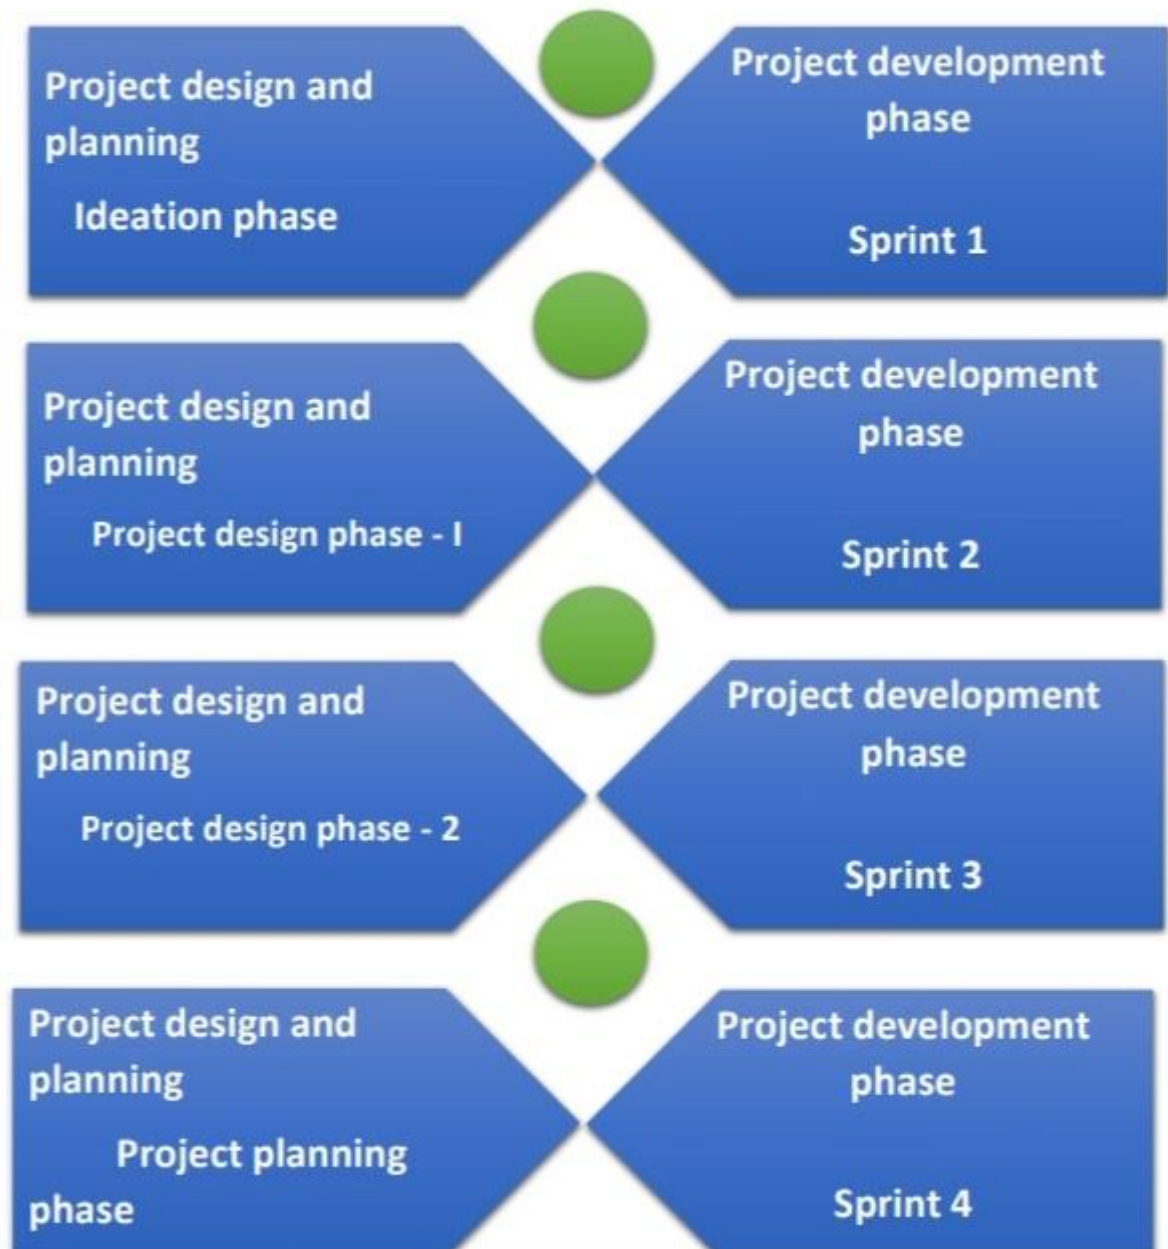 Project design and
planning
Ideation phase
Project development
phase
Sprint 1
Project design and
planning
Project design phase - I
Project development
phase
Sprint 2
Project design and
planning
Project design phase - 2
Project development
phase
Sprint 3
Project design and
planning
Project planning
phase
Project development
phase
Sprint 4